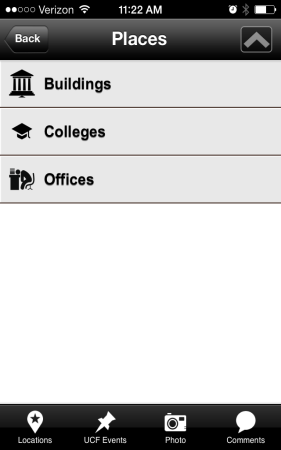 Verizon 11:22 AM
Back Places
Buildings
Colleges
Offices
Locations UCF Events Photo Comments